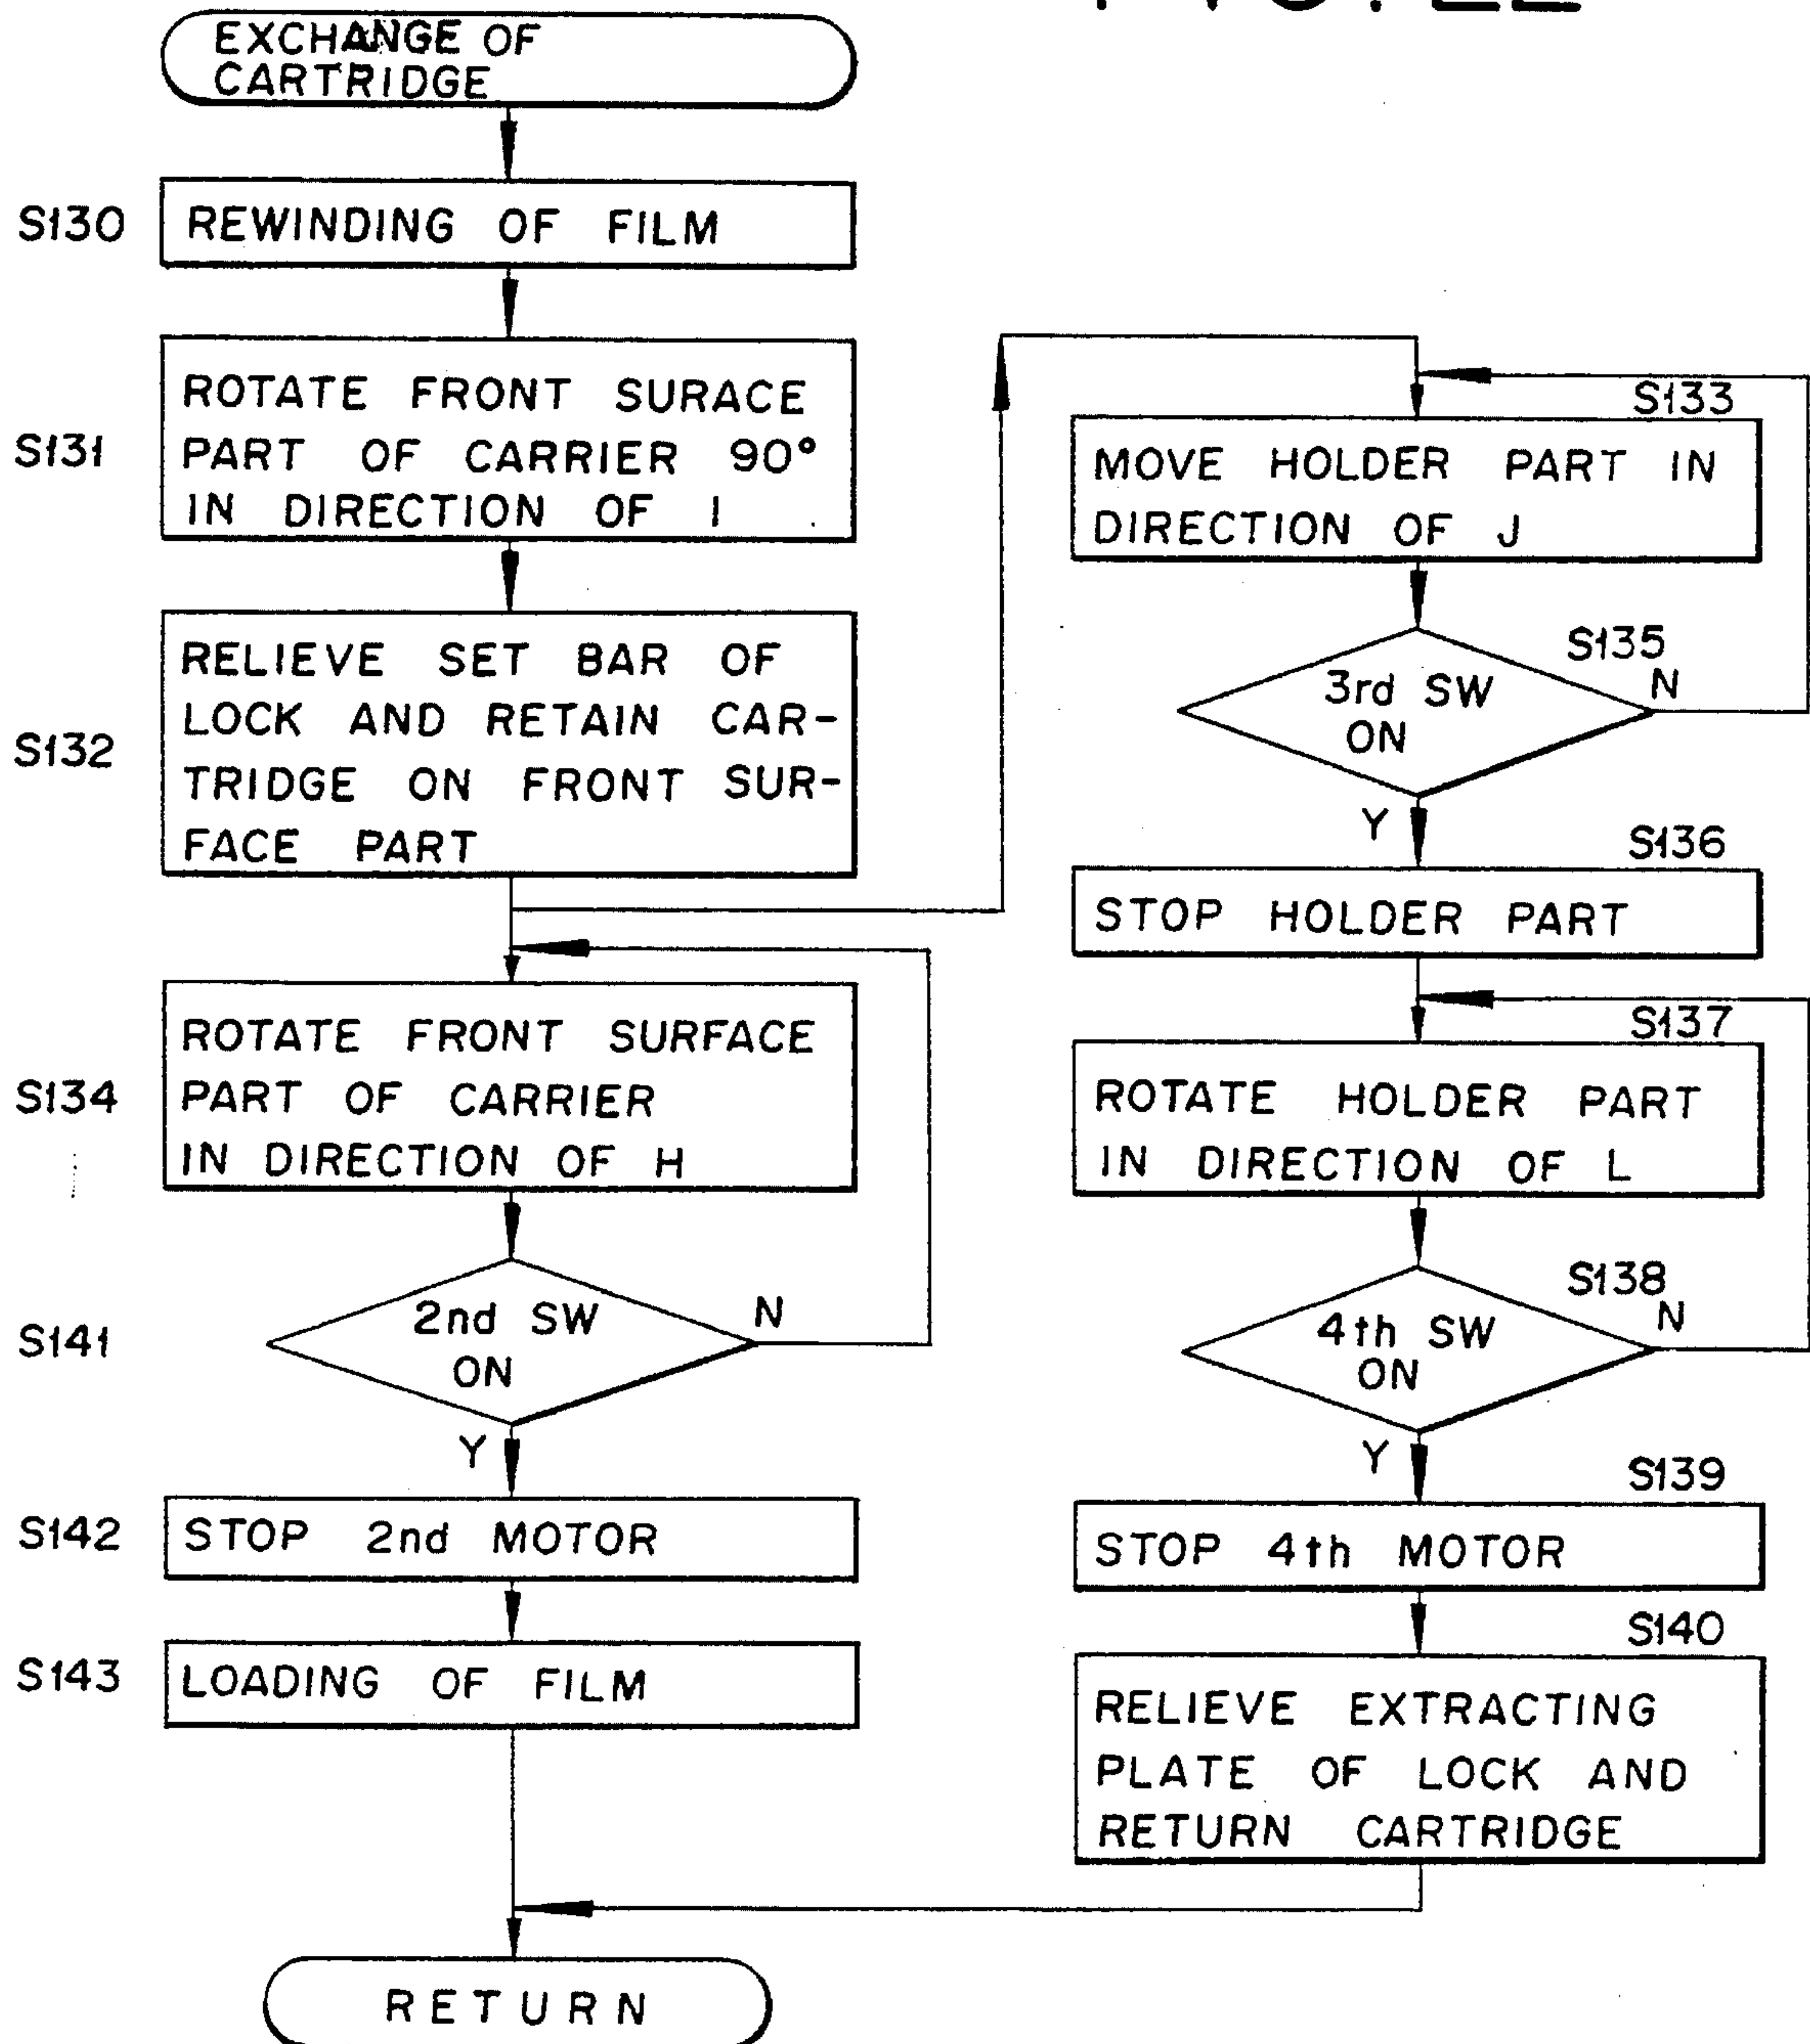 EXCHANGE OF
CARTRIDGE
S130
REWINDING OF FILM
S131
ROTATE FRONT SURACE
PART OF CARRIER 90°
IN DIRECTION OF I
S132
RELIEVE SET BAR OF
LOCK AND RETAIN CAR-
TRIDGE ON FRONT SUR-
FACE PART
S134
ROTATE FRONT SURFACE
PART OF CARRIER
IN DIRECTION OF H
S141
2nd SW
ON
N
Y
S142
STOP 2nd MOTOR
S143
LOADING OF FILM
S133
MOVE HOLDER PART IN
DIRECTION OF J
S135
3rd SW
ON
N
Y
S136
STOP HOLDER PART
S137
ROTATE HOLDER PART
IN DIRECTION OF L
S138
4th SW
ON
N
Y
S139
STOP 4th MOTOR
S140
RELIEVE EXTRACTING
PLATE OF LOCK AND
RETURN CARTRIDGE
RETURN